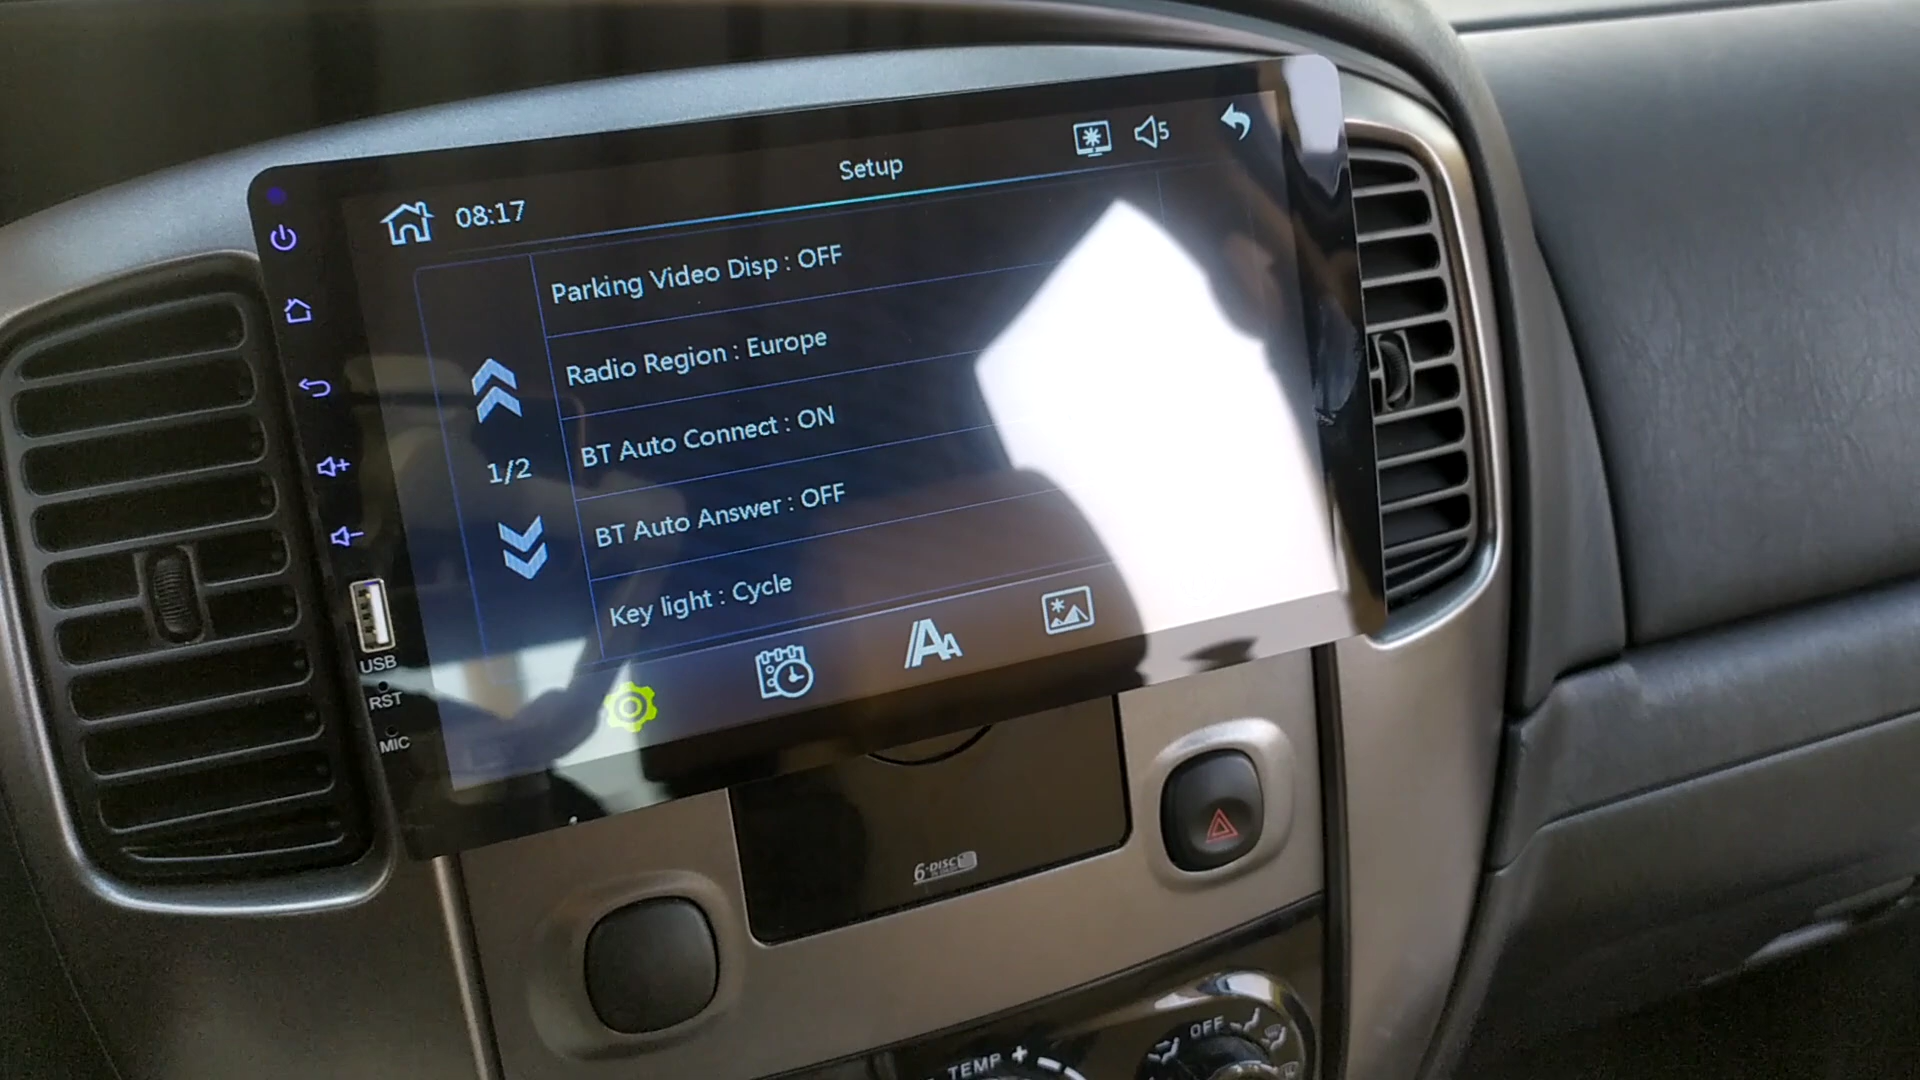 Setup
5
08:17
Parking Video Disp : OFF
Radio Region : Europe
BT Auto Connect : ON
1/2
BT Auto Answer : OFF
Key light : Cycle
AA
USB
RST
MIC
6-DISC
OFF
TEMP +